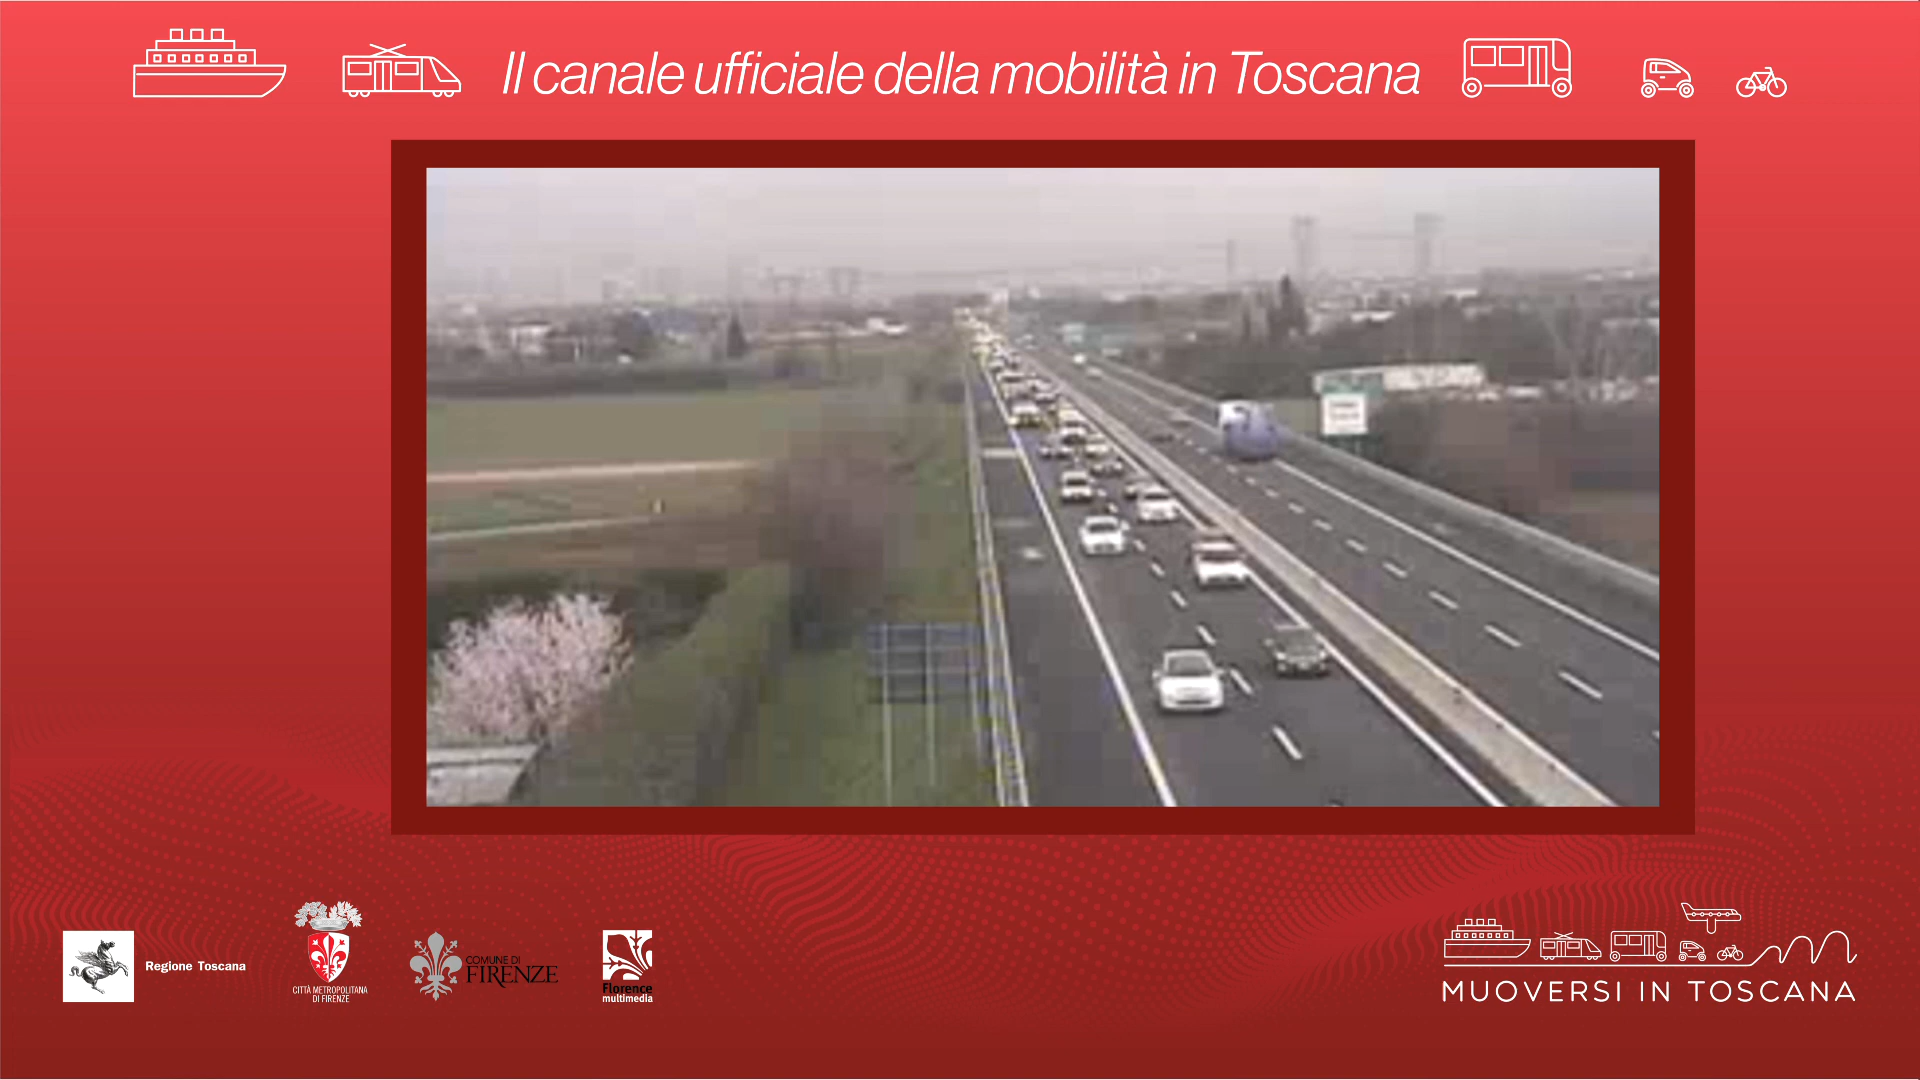 Il canale ufficiale della mobilità in Toscana
Regione Toscana
CITTÀ METROPOLITANA
DI FIRENZE
COMUNE DI
FIRENZE
Florence
multimedia
MUOVERSI IN TOSCANA